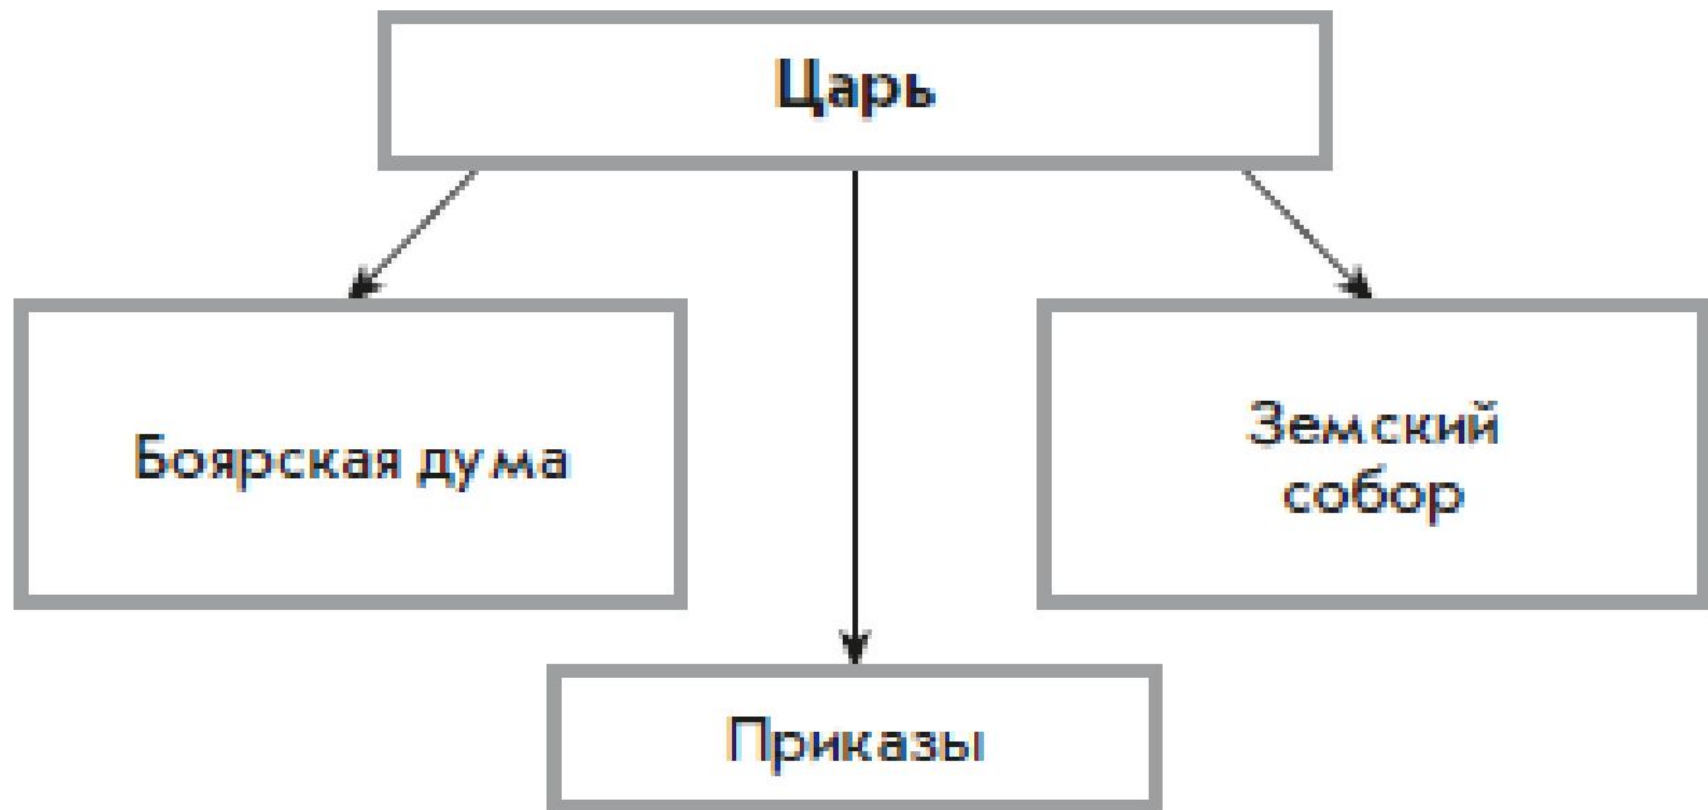 Царь
Боярская дума
Земский
собор
Приказы